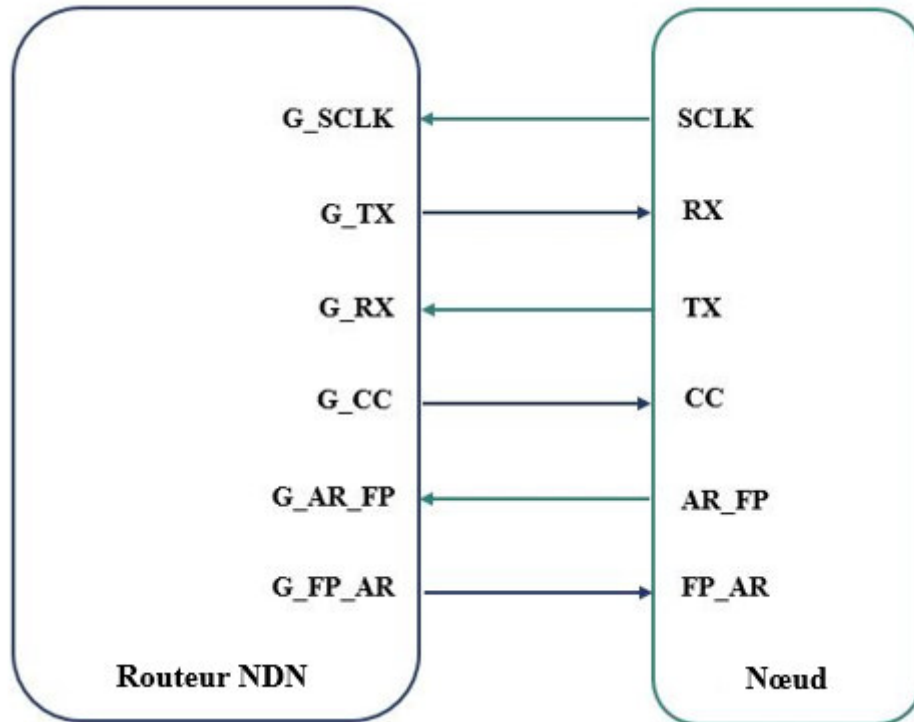 G_SCLK SCLK
G_TX RX
G_RX TX
G_CC CC
G_AR_FP AR_FP
G_FP_AR FP_AR
Routeur NDN Nœud